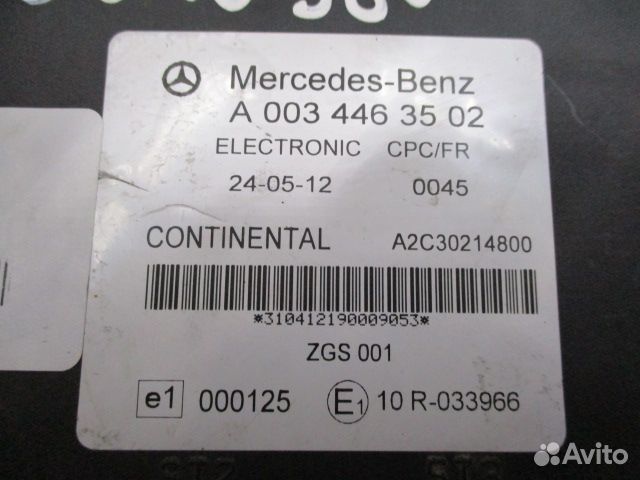 Mercedes-Benz
A 003 446 35 02
ELECTRONIC CPC/FR
24-05-12 0045
CONTINENTAL A2C30214800
*310412190009053*
ZGS 001
e1 000125 E1 10 R-033966
Avito